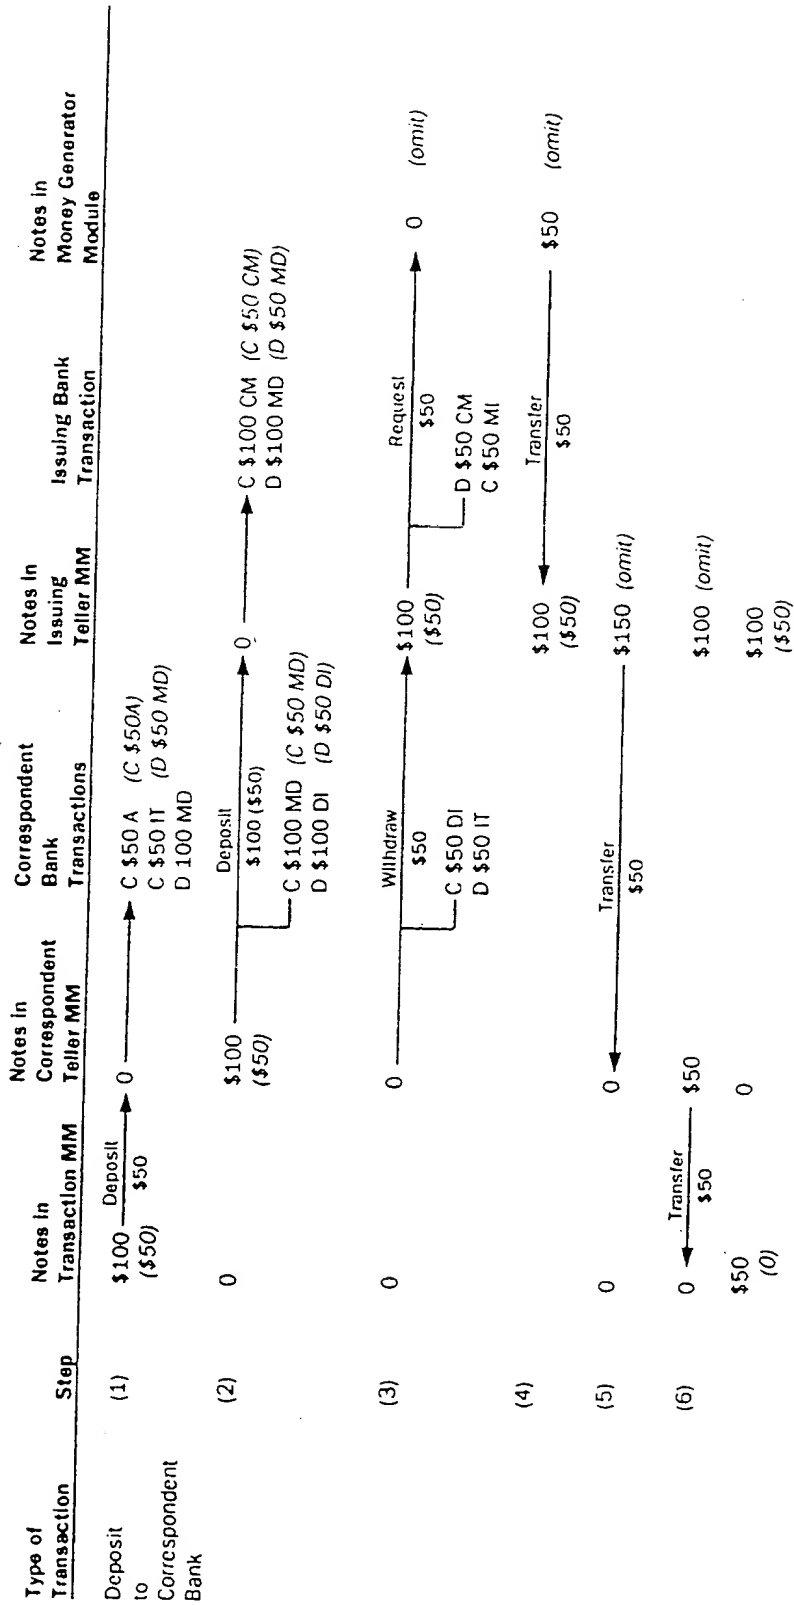 Type of
Transaction
Step
Notes in
Transaction MM
Notes in
Correspondent
Teller MM
Correspondent
Bank
Transactions
Notes In
Issuing
Teller MM
Issuing Bank
Transaction
Notes in
Money Generator
Module
Deposit
to
Correspondent
Bank
(1)
$100
($50)
Deposit
$50
0
C $50 A (C $50A)
C $50 IT (D $50 MD)
D 100 MD
(2)
0
$100
($50)
Deposit
$100 ($50)
C $100 MD (C $50 MD)
D $100 DI (D $50 DI)
0
C $100 CM (C $50 CM)
D $100 MD (D $50 MD)
(3)
0
0
Withdraw
$50
C $50 DI
D $50 IT
$100
($50)
Request
$50
D $50 CM
C $50 MI
0 (omit)
(4)
$100
($50)
Transfer
$50
$50 (omit)
(5)
0
0
Transfer
$50
$150 (omit)
(6)
0
Transfer
$50
$50
$100 (omit)
$50
(0)
0
$100
($50)